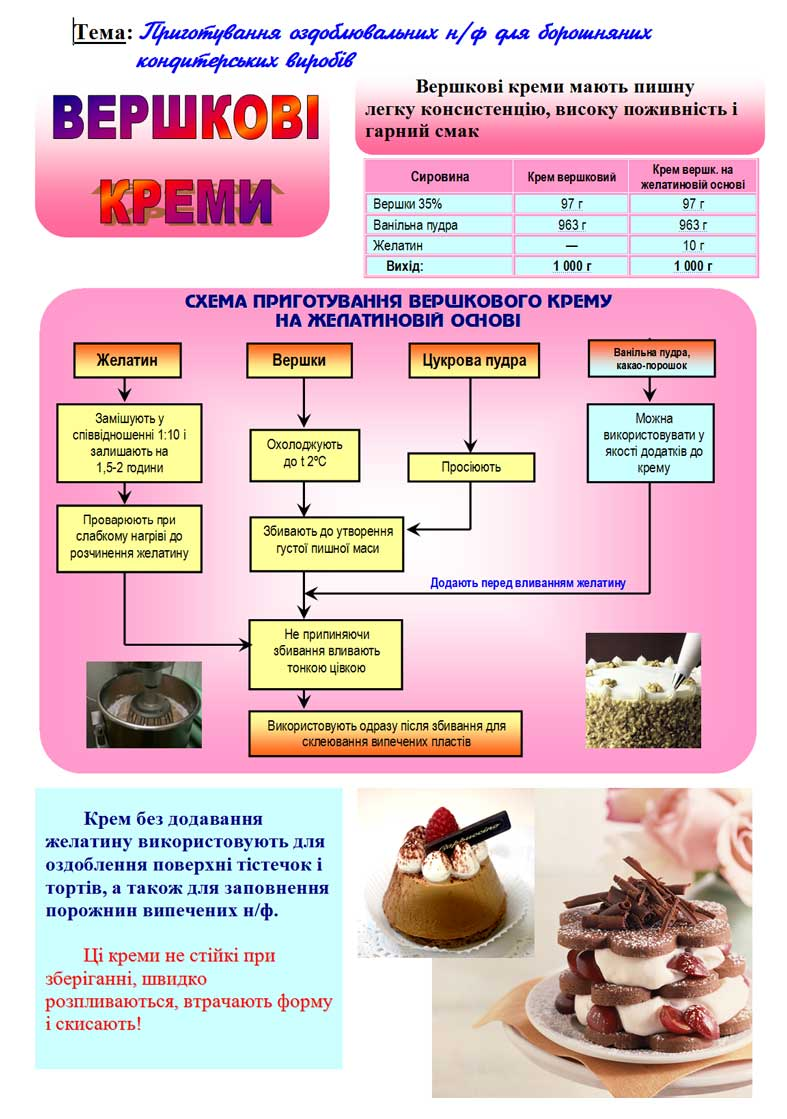 Тема: Приготування оздоблювальних н/ф для борошняних
кондитерських виробів
ВЕРШКОВІ
КРЕМИ
Вершкові креми мають пишну
легку консистенцію, високу поживність і
гарний смак
Сировина
Крем вершковий
Крем вершк. на
желатиновій основі
Вершки 35%
97 г
97 г
Ванільна пудра
963 г
963 г
Желатин
—
10 г
Вихід:
1 000 г
1 000 г
СХЕМА ПРИГОТУВАННЯ ВЕРШКОВОГО КРЕМУ
НА ЖЕЛАТИНОВІЙ ОСНОВІ
Желатин
Вершки
Цукрова пудра
Ванільна пудра,
какао-порошок
Замішують у
співвідношенні 1:10 і
залишають на
1,5-2 години
Охолоджують
до t 2ºС
Просіюють
Можна
використовувати у
якості додатків до
крему
Проварюють при
слабкому нагріві до
розчинення желатину
Збивають до утворення
густої пишної маси
Додають перед вливанням желатину
Не припиняючи
збивання вливають
тонкою цівкою
Використовують одразу після збивання для
склеювання випечених пластів
Крем без додавання
желатину використовують для
оздоблення поверхні тістечок і
тортів, а також для заповнення
порожнин випечених н/ф.
Ці креми не стійкі при
зберіганні, швидко
розпливаються, втрачають форму
і скисають!
Cappuccino